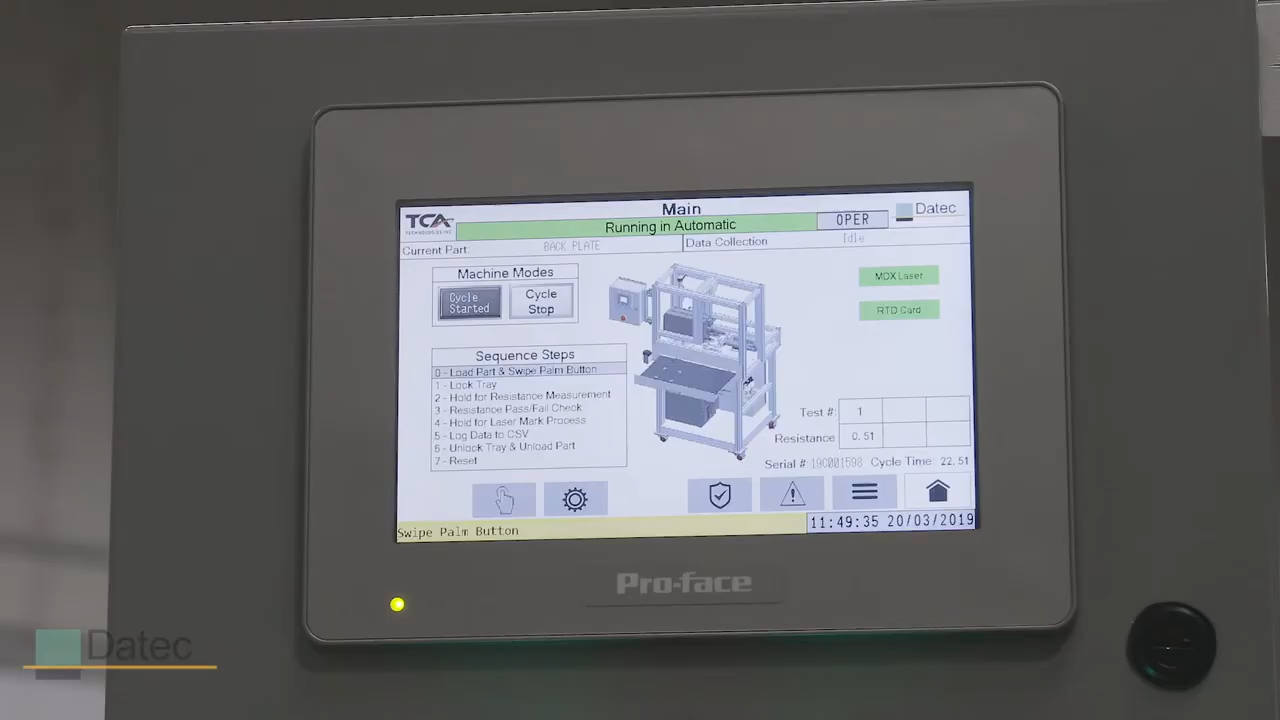 Main
TCA
TECHNOLOGIES INC
Running in Automatic
OPER
Datec
Current Part:
BACK PLATE
Data Collection
Idle
Machine Modes
Cycle
Started
Cycle
Stop
MDX Laser
RTD Card
Sequence Steps
0 - Load Part & Swipe Palm Button
1 - Lock Tray
2 - Hold for Resistance Measurement
3 - Resistance Pass/Fail Check
4 - Hold for Laser Mark Process
5 - Log Data to CSV
6 - Unlock Tray & Unload Part
7 - Reset
Test #: 1
Resistance 0.51
Serial #: 19C001598 Cycle Time: 22.51
Swipe Palm Button
11:49:35 20/03/2019
Pro-face
Datec